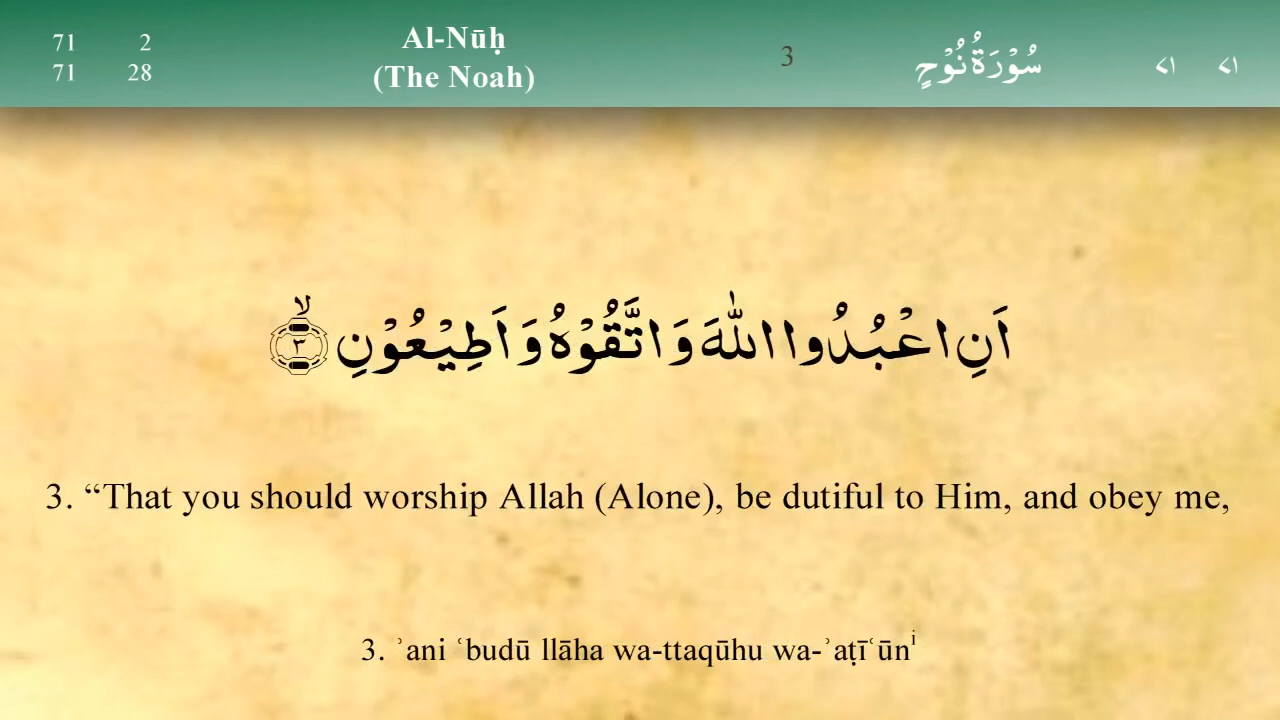 71 2
71 28
Al-Nūḥ
(The Noah)
3
سُوْرَةُ نُوْحٍ
٧١ ٧١
اَنِ اعْبُدُوا اللّٰهَ وَاتَّقُوْهُ وَاَطِيْعُوْنِ ۙ ۳
3. “That you should worship Allah (Alone), be dutiful to Him, and obey me,
3. ʾani ʿbudū llāha wa-ttaqūhu wa-ʾaṭīʿūnⁱ